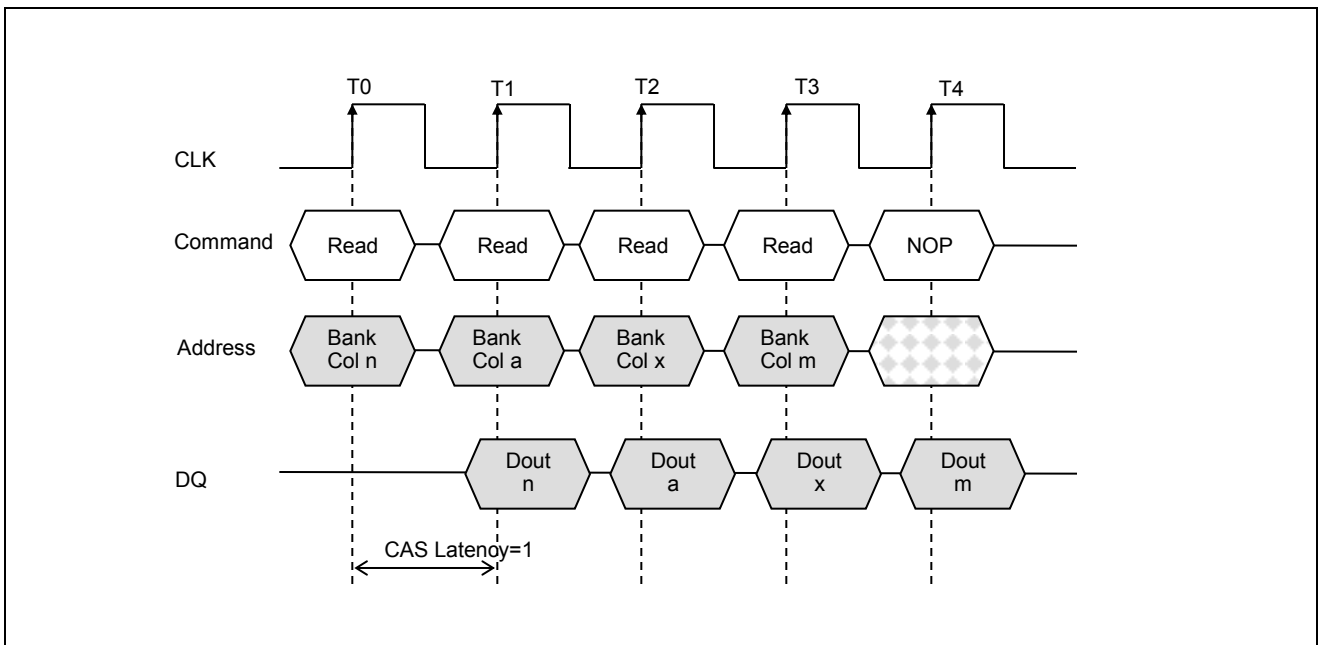 T0 T1 T2 T3 T4
CLK
Command Read Read Read Read NOP
Address
Bank
Col n
Bank
Col a
Bank
Col x
Bank
Col m
DQ
Dout
n
Dout
a
Dout
x
Dout
m
CAS Latency=1